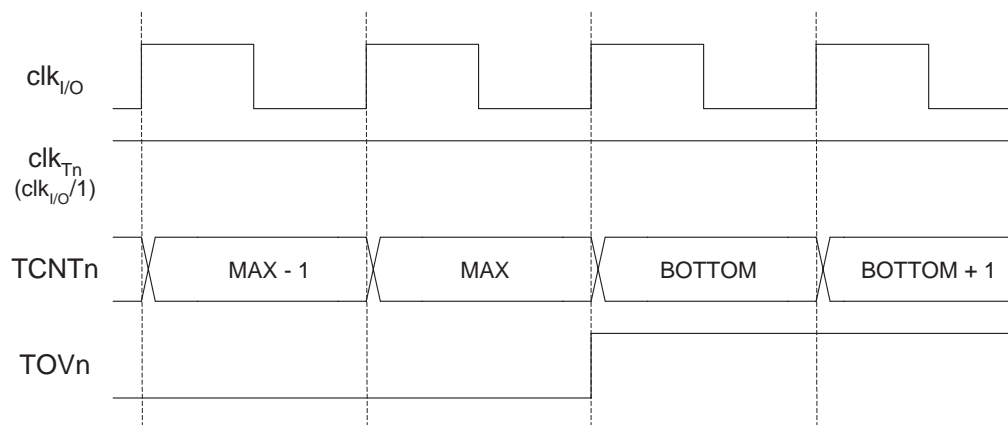 clkI/O
clkTn
(clkI/O/1)
TCNTn MAX - 1 MAX BOTTOM BOTTOM + 1
TOVn